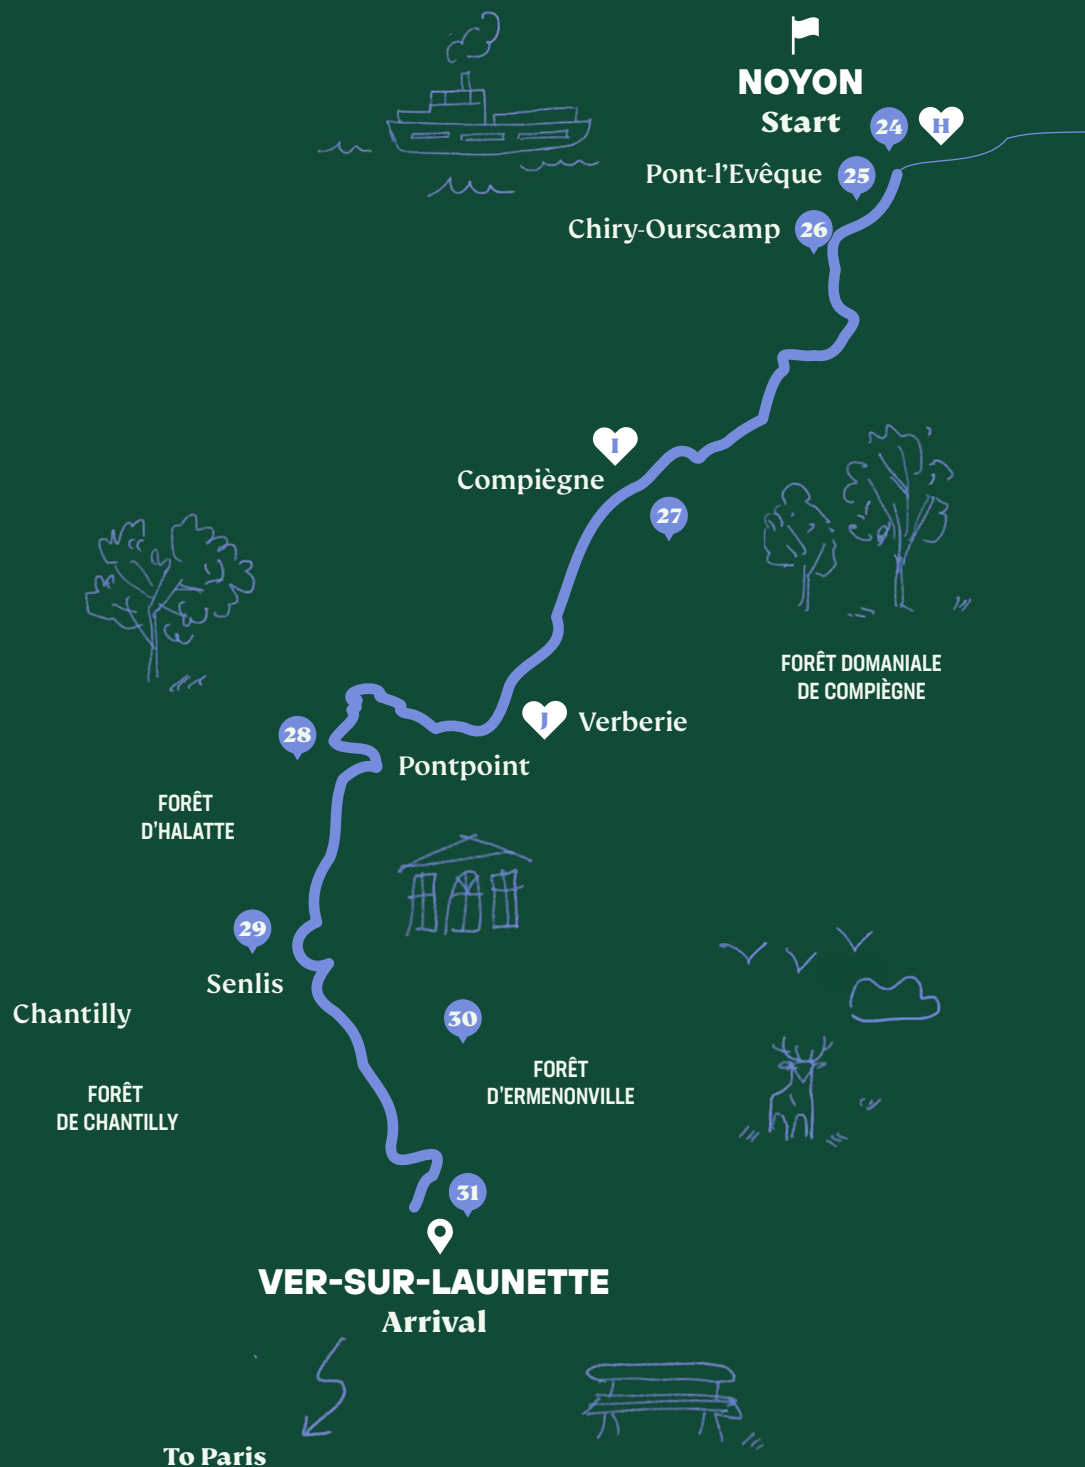 NOYON
Start
24
H
Pont-l’Evêque
25
Chiry-Ourscamp
26
I
Compiègne
27
FORÊT DOMANIALE
DE COMPIÈGNE
J
Verberie
28
Pontpoint
FORÊT
D’HALATTE
29
Senlis
Chantilly
30
FORÊT
D’ERMENONVILLE
FORÊT
DE CHANTILLY
31
VER-SUR-LAUNETTE
Arrival
To Paris